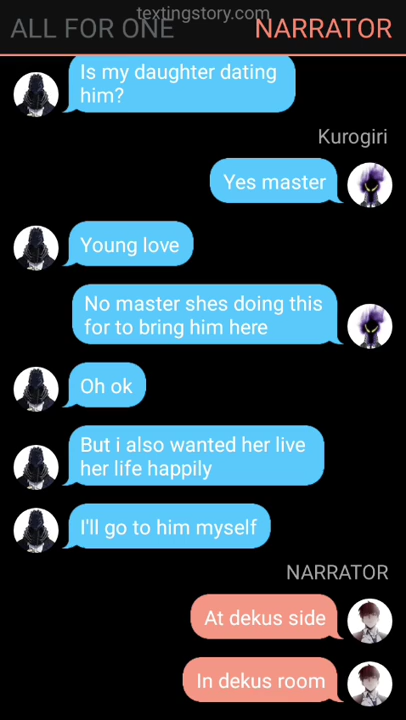 textingstory.com
ALL FOR ONE
NARRATOR
Is my daughter dating
him?
Kurogiri
Yes master
Young love
No master shes doing this
for to bring him here
Oh ok
But i also wanted her live
her life happily
I'll go to him myself
NARRATOR
At dekus side
In dekus room